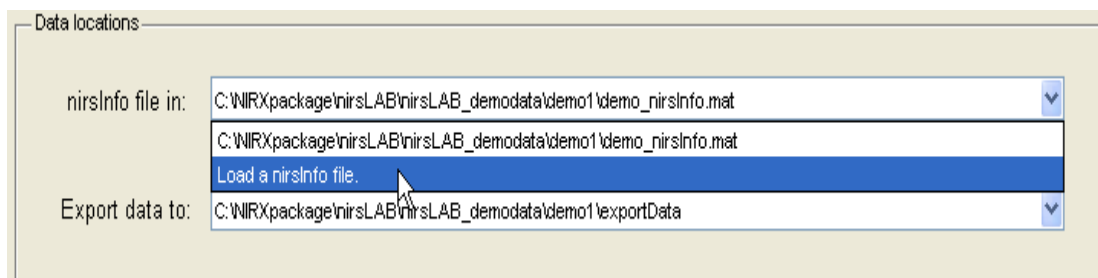 Data locations
nirsInfo file in: C:\NIRXpackage\nirsLAB\nirsLAB_demodata\demo1\demo_nirsInfo.mat
C:\NIRXpackage\nirsLAB\nirsLAB_demodata\demo1\demo_nirsInfo.mat
Load a nirsInfo file.
Export data to: C:\NIRXpackage\nirsLAB\nirsLAB_demodata\demo1\exportData